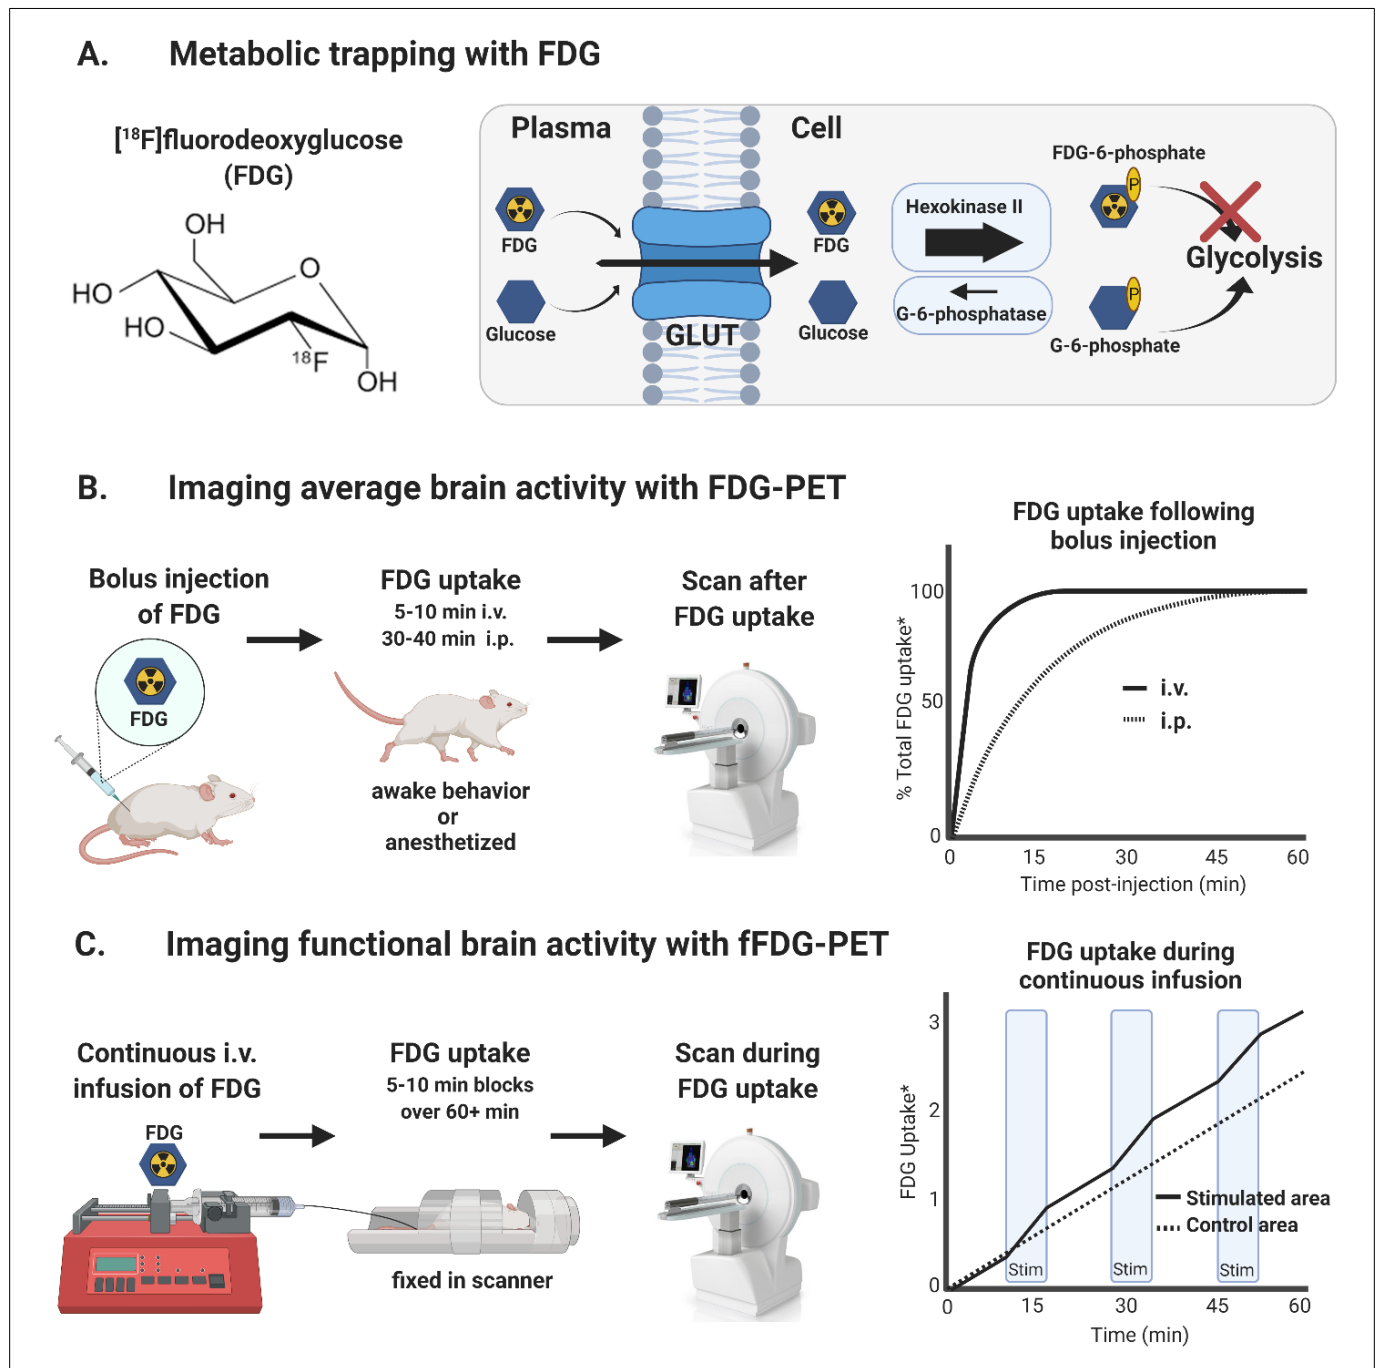 A. Metabolic trapping with FDG
[¹⁸F]fluorodeoxyglucose
(FDG)
OH
O
HO
HO
¹⁸F
OH
Plasma
Cell
FDG
Glucose
GLUT
FDG
Glucose
Hexokinase II
G-6-phosphatase
FDG-6-phosphate
P
Glycolysis
P
G-6-phosphate
B. Imaging average brain activity with FDG-PET
Bolus injection
of FDG
FDG
FDG uptake
5-10 min i.v.
30-40 min i.p.
awake behavior
or
anesthetized
Scan after
FDG uptake
FDG uptake following
bolus injection
% Total FDG uptake*
100
50
0
i.v.
i.p.
0 15 30 45 60
Time post-injection (min)
C. Imaging functional brain activity with fFDG-PET
Continuous i.v.
infusion of FDG
FDG
FDG uptake
5-10 min blocks
over 60+ min
fixed in scanner
Scan during
FDG uptake
FDG uptake during
continuous infusion
FDG Uptake*
3
2
1
0
Stimulated area
Control area
Stim Stim Stim
0 15 30 45 60
Time (min)